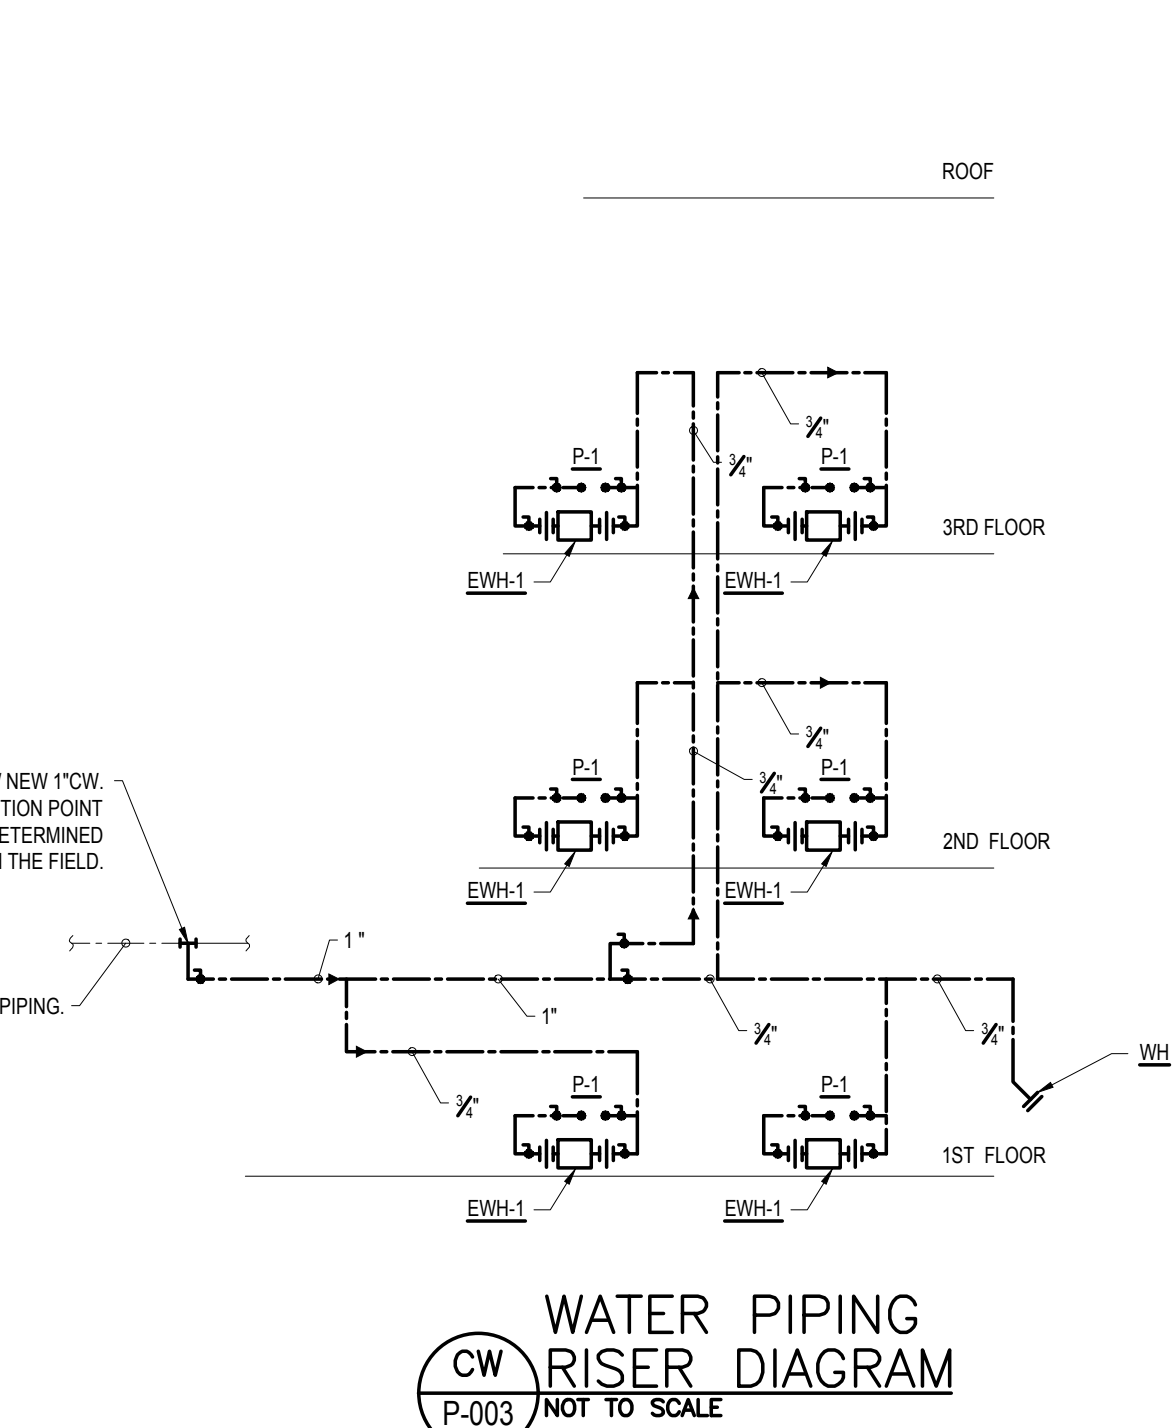 ROOF
3/4"
P-1
3/4"
P-1
3RD FLOOR
EWH-1
EWH-1
3/4"
P-1
3/4"
P-1
NEW 1"CW.
TION POINT
ETERMINED
THE FIELD.
2ND FLOOR
EWH-1
EWH-1
1"
PIPING.
1"
3/4"
3/4"
WH
3/4"
P-1
P-1
1ST FLOOR
EWH-1
EWH-1
WATER PIPING
RISER DIAGRAM
NOT TO SCALE
CW
P-003